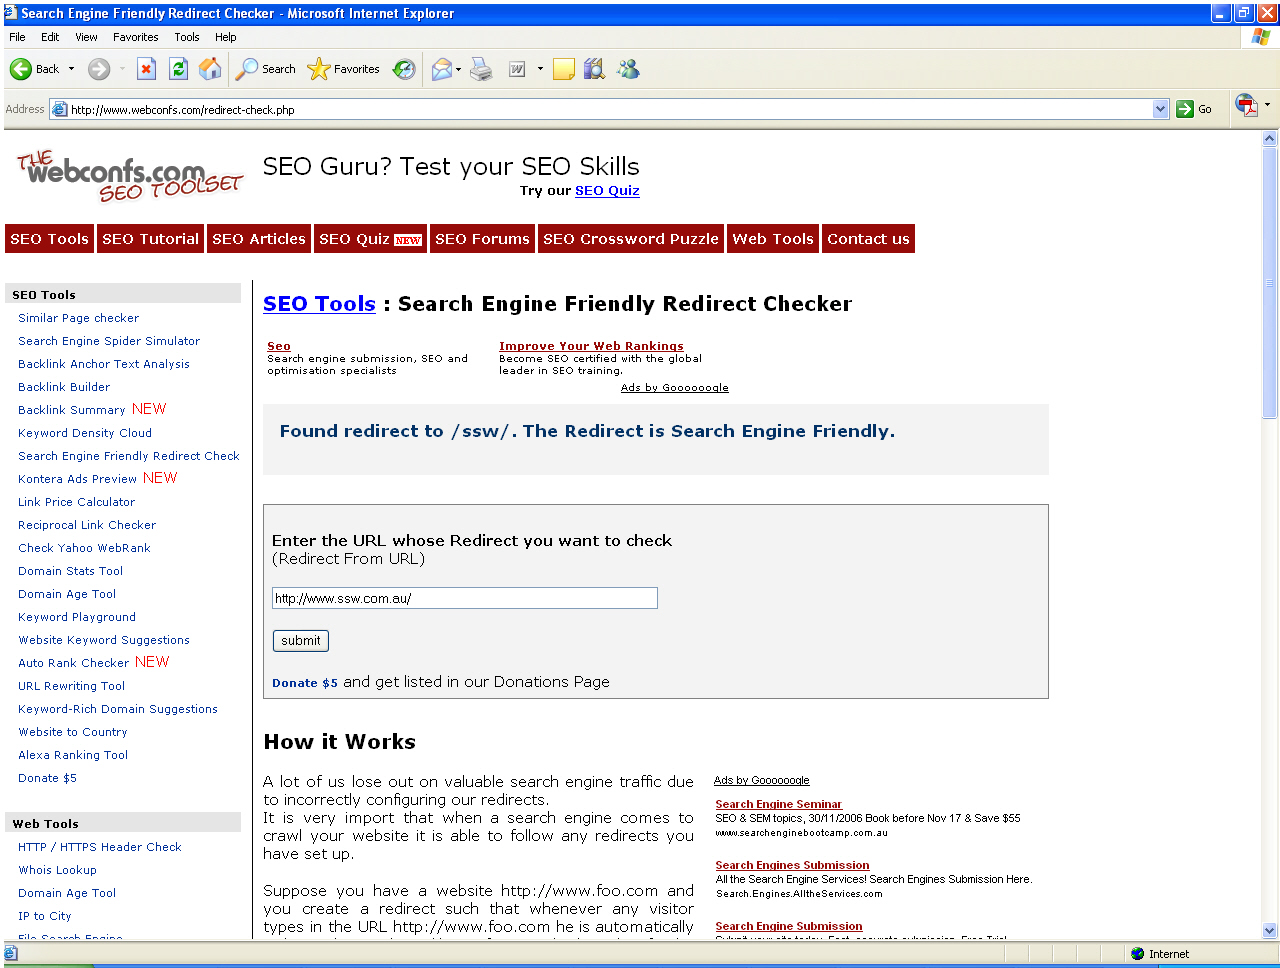 Search Engine Friendly Redirect Checker - Microsoft Internet Explorer
File Edit View Favorites Tools Help
Back Search Favorites
Address http://www.webconfs.com/redirect-check.php Go
THE
webconfs.com
SEO TOOLSET
SEO Guru? Test your SEO Skills
Try our SEO Quiz
SEO Tools SEO Tutorial SEO Articles SEO Quiz NEW SEO Forums SEO Crossword Puzzle Web Tools Contact us
SEO Tools
Similar Page checker
Search Engine Spider Simulator
Backlink Anchor Text Analysis
Backlink Builder
Backlink Summary NEW
Keyword Density Cloud
Search Engine Friendly Redirect Check
Kontera Ads Preview NEW
Link Price Calculator
Reciprocal Link Checker
Check Yahoo WebRank
Domain Stats Tool
Domain Age Tool
Keyword Playground
Website Keyword Suggestions
Auto Rank Checker NEW
URL Rewriting Tool
Keyword-Rich Domain Suggestions
Website to Country
Alexa Ranking Tool
Donate $5
Web Tools
HTTP / HTTPS Header Check
Whois Lookup
Domain Age Tool
IP to City
File Search Engine
SEO Tools : Search Engine Friendly Redirect Checker
Seo
Search engine submission, SEO and
optimisation specialists
Improve Your Web Rankings
Become SEO certified with the global
leader in SEO training.
Ads by Goooooogle
Found redirect to /ssw/. The Redirect is Search Engine Friendly.
Enter the URL whose Redirect you want to check
(Redirect From URL)
http://www.ssw.com.au/
submit
Donate $5 and get listed in our Donations Page
How it Works
A lot of us lose out on valuable search engine traffic due
to incorrectly configuring our redirects.
It is very import that when a search engine comes to
crawl your website it is able to follow any redirects you
have set up.
Suppose you have a website http://www.foo.com and
you create a redirect such that whenever any visitor
types in the URL http://www.foo.com he is automatically
Ads by Goooooogle
Search Engine Seminar
SEO & SEM topics, 30/11/2006 Book before Nov 17 & Save $55
www.searchenginebootcamp.com.au
Search Engines Submission
All the Search Engine Services! Search Engines Submission Here.
Search.Engines.AlltheServices.com
Search Engine Submission
Internet